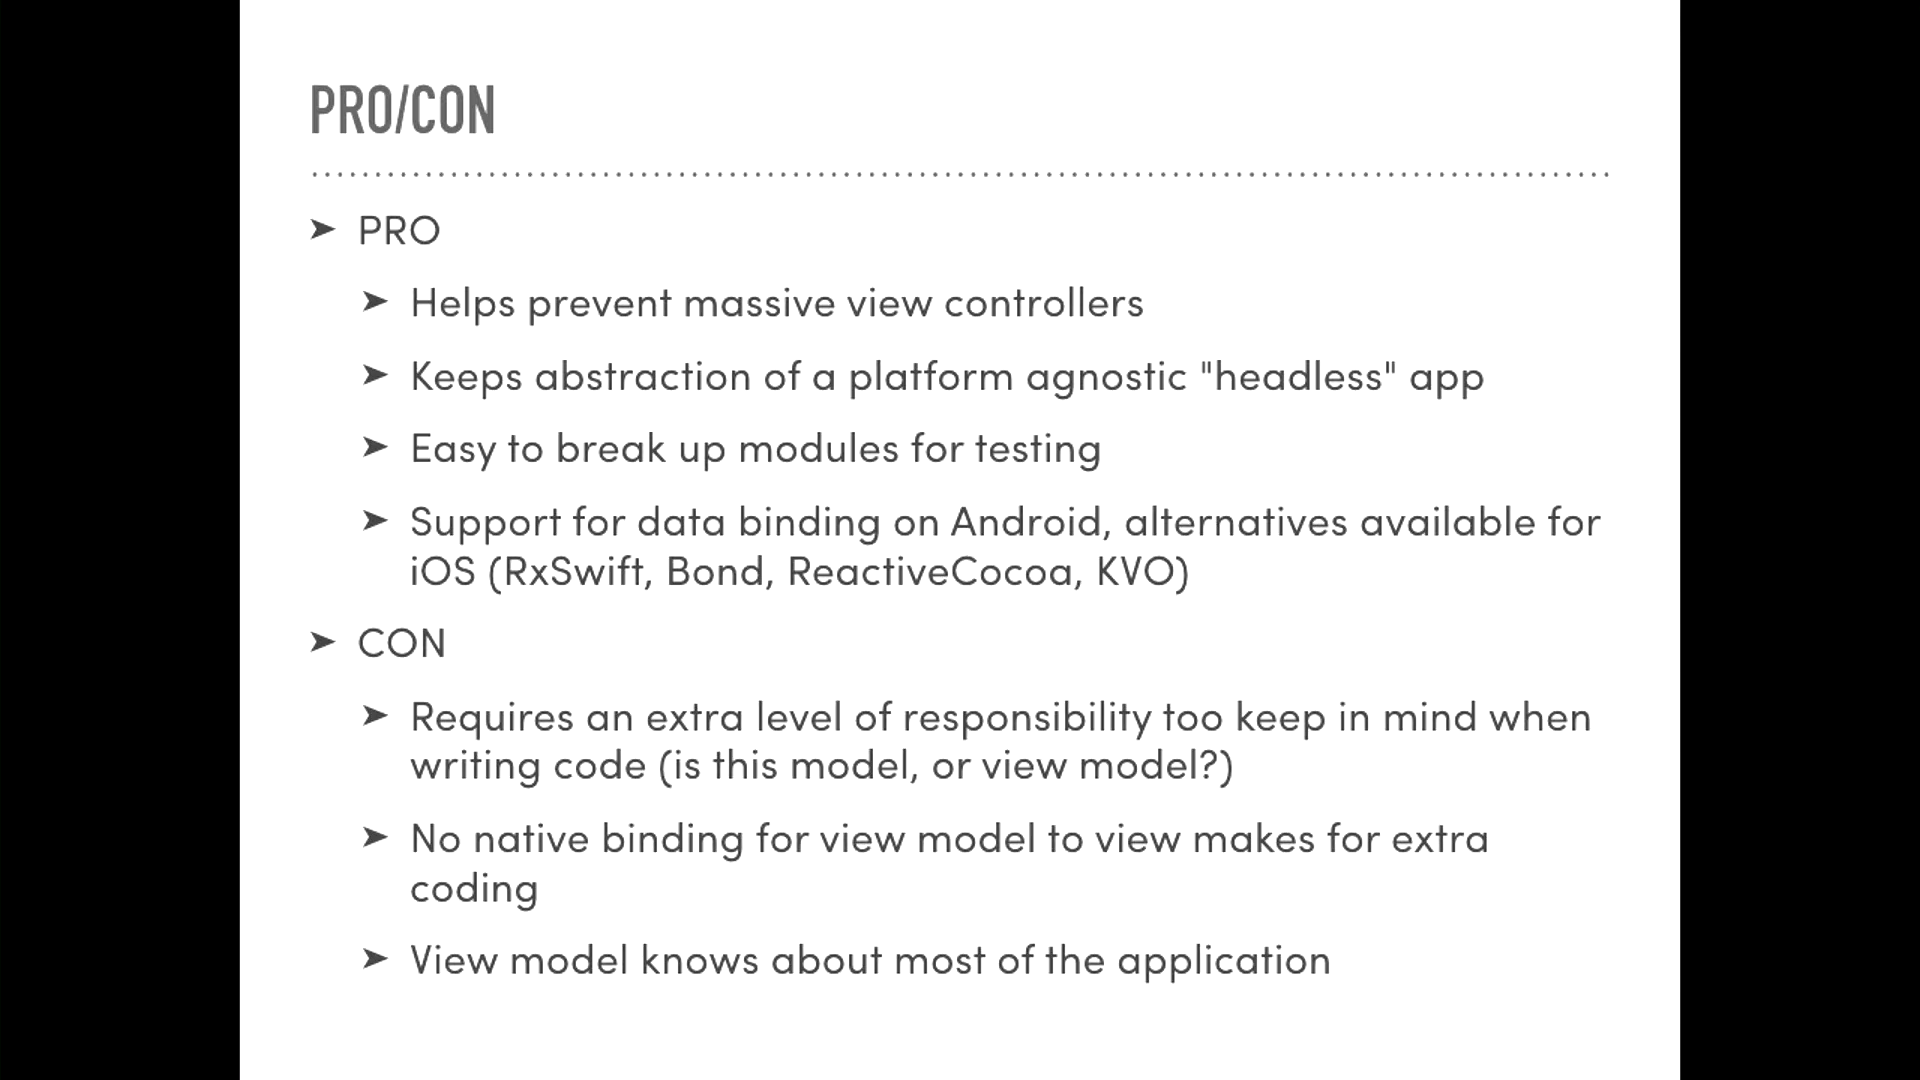 PRO/CON
➤ PRO
➤ Helps prevent massive view controllers
➤ Keeps abstraction of a platform agnostic "headless" app
➤ Easy to break up modules for testing
➤ Support for data binding on Android, alternatives available for
iOS (RxSwift, Bond, ReactiveCocoa, KVO)
➤ CON
➤ Requires an extra level of responsibility too keep in mind when
writing code (is this model, or view model?)
➤ No native binding for view model to view makes for extra
coding
➤ View model knows about most of the application